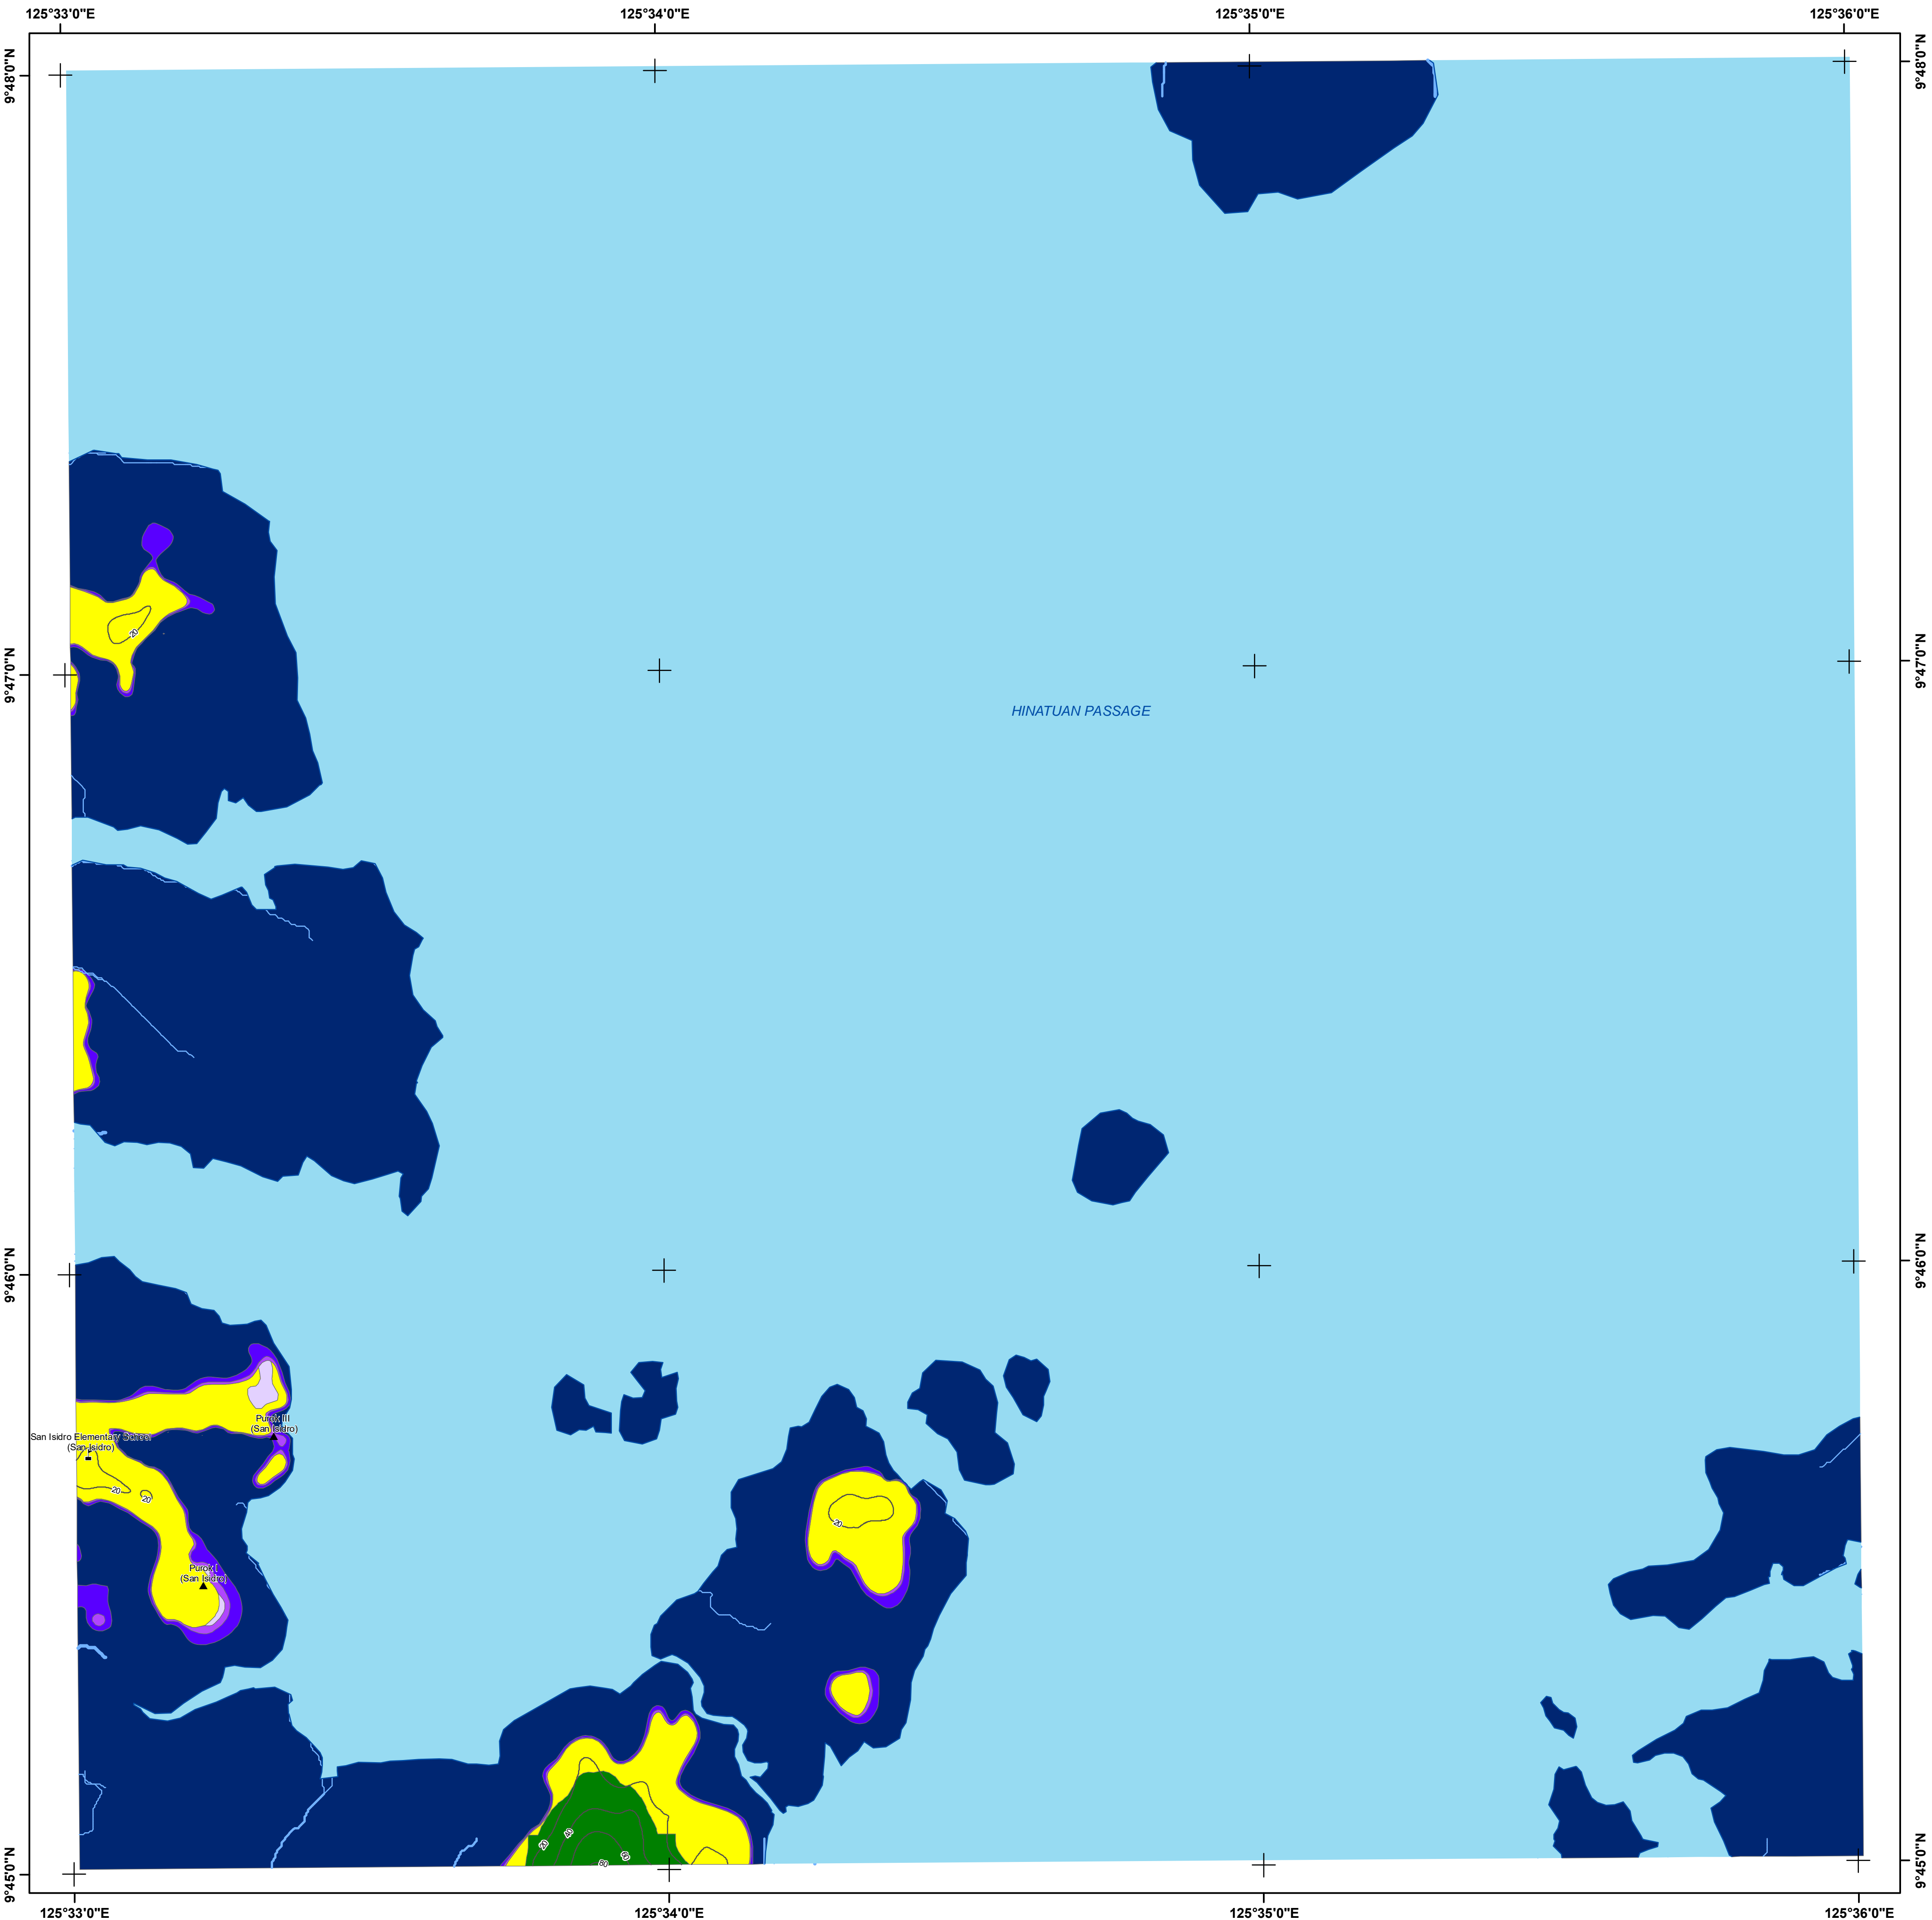 125°33'0"E
125°34'0"E
125°35'0"E
125°36'0"E
9°48'0"N
9°48'0"N
20
9°47'0"N
9°47'0"N
HINATUAN PASSAGE
9°46'0"N
9°46'0"N
Purok III
(San Isidro)
San Isidro Elementary
(San Isidro)
20
20
20
Purok I
(San Isidro)
20
40
60
9°45'0"N
9°45'0"N
125°33'0"E
125°34'0"E
125°35'0"E
125°36'0"E